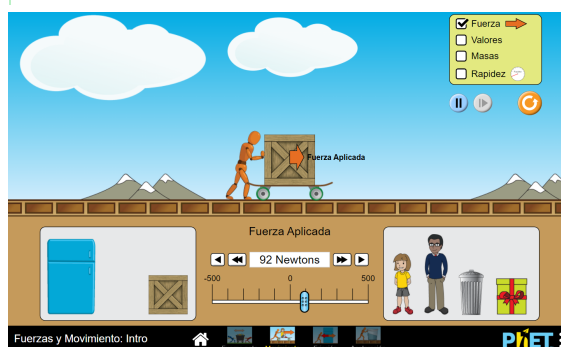 Fuerza
Valores
Masas
Rapidez
Fuerza Aplicada
Fuerza Aplicada
92 Newtons
-500 0 500
Fuerzas y Movimiento: Intro
PhET